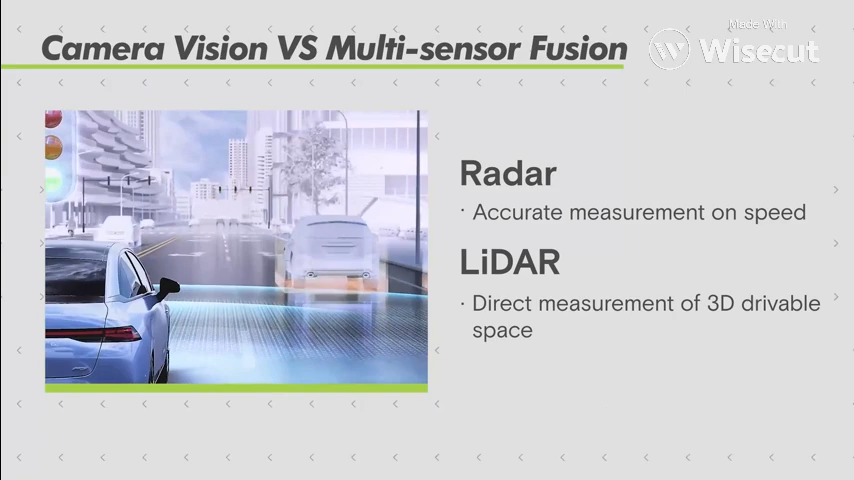 Camera Vision VS Multi-sensor Fusion
Made With
Wisecut
Radar
· Accurate measurement on speed
LiDAR
· Direct measurement of 3D drivable
space